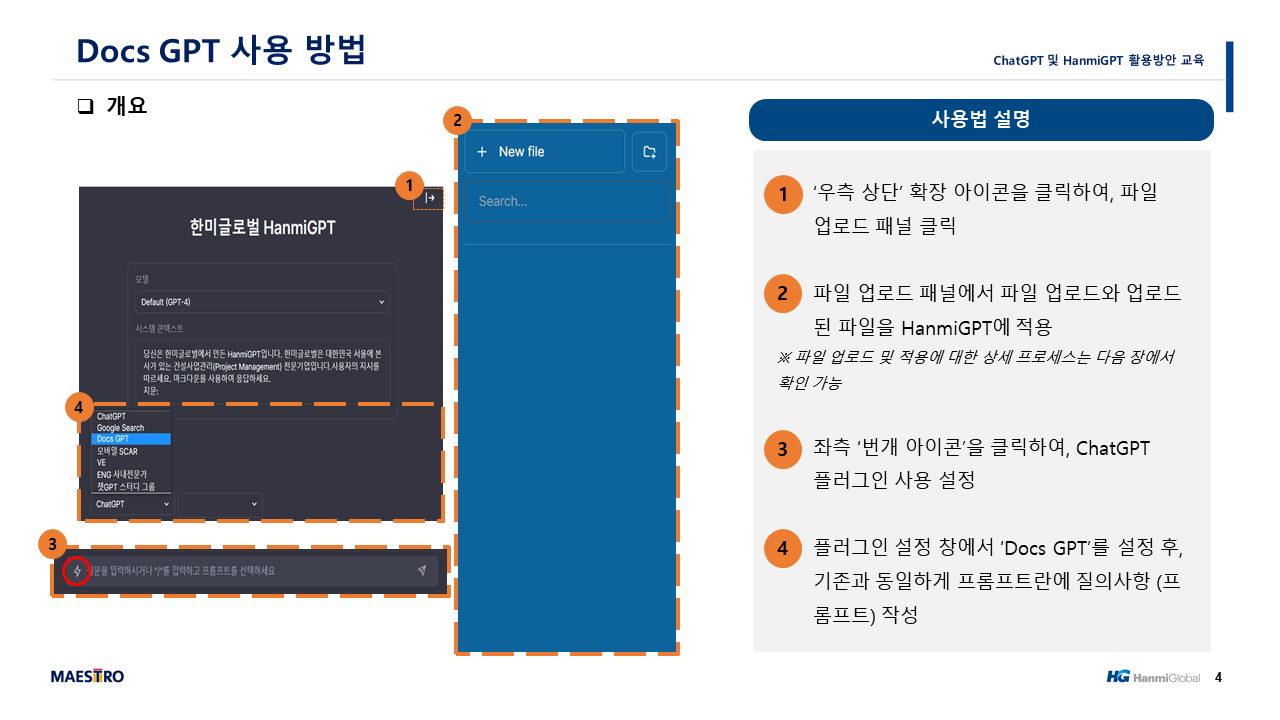 Docs GPT 사용 방법
ChatGPT 및 HanmiGPT 활용방안 교육
❑ 개요
1
한미글로벌 HanmiGPT
모델
Default (GPT-4)
시스템 콘텍스트
당신은 한미글로벌에서 만든 HanmiGPT입니다. 한미글로벌은 대한민국 서울에 본
사가 있는 건설사업관리(Project Management) 전문기업입니다.사용자의 지시를
따르세요. 마크다운을 사용하여 응답하세요.
지문:
4
ChatGPT
Google Search
Docs GPT
모바일 SCAR
VE
ENG 사내전문가
챗GPT 스터디 그룹
ChatGPT
3
질문을 입력하시거나 "/"를 입력하고 프롬프트를 선택하세요
2
+ New file
Search...
사용법 설명
1 ‘우측 상단’ 확장 아이콘을 클릭하여, 파일
업로드 패널 클릭
2 파일 업로드 패널에서 파일 업로드와 업로드
된 파일을 HanmiGPT에 적용
※ 파일 업로드 및 적용에 대한 상세 프로세스는 다음 장에서
확인 가능
3 좌측 ‘번개 아이콘’을 클릭하여, ChatGPT
플러그인 사용 설정
4 플러그인 설정 창에서 ‘Docs GPT’를 설정 후,
기존과 동일하게 프롬프트란에 질의사항 (프
롬프트) 작성
MAESTRO
HG HanmiGlobal 4